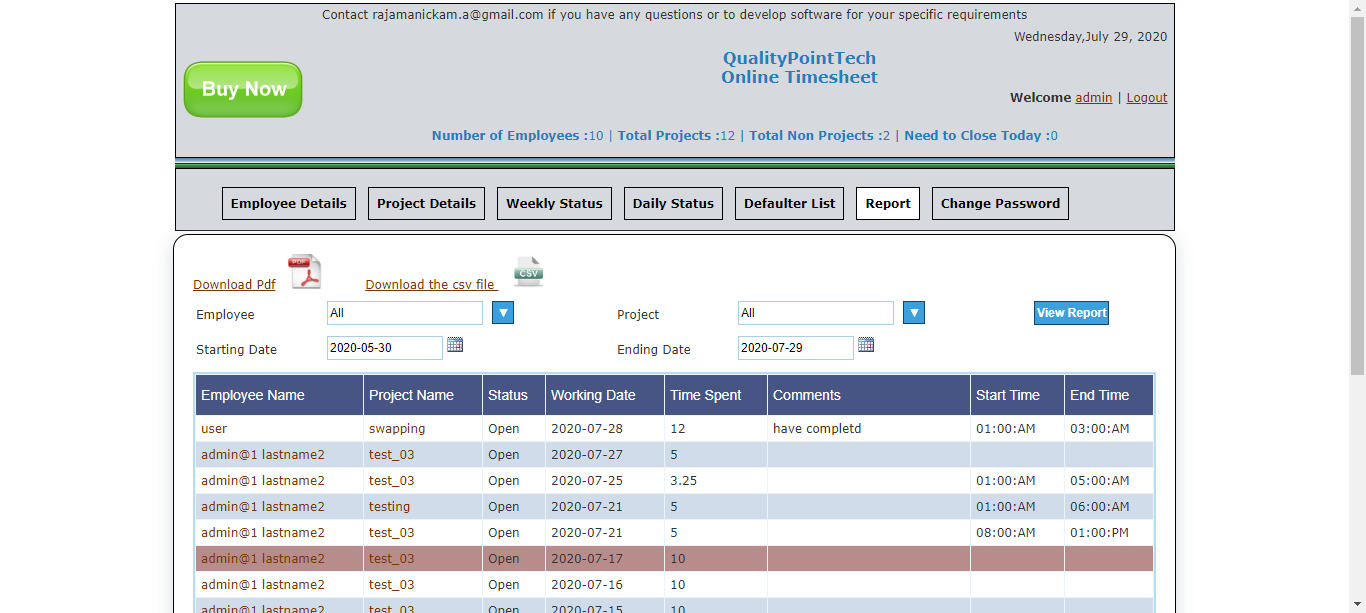 Contact rajamanickam.a@gmail.com if you have any questions or to develop software for your specific requirements
Wednesday,July 29, 2020
QualityPointTech
Online Timesheet
Buy Now
Welcome admin | Logout
Number of Employees :10 | Total Projects :12 | Total Non Projects :2 | Need to Close Today :0
Employee Details Project Details Weekly Status Daily Status Defaulter List Report Change Password
Download Pdf PDF Download the csv file CSV
Employee All Project All View Report
Starting Date 2020-05-30 Ending Date 2020-07-29
Employee Name Project Name Status Working Date Time Spent Comments Start Time End Time
user swapping Open 2020-07-28 12 have completd 01:00:AM 03:00:AM
admin@1 lastname2 test_03 Open 2020-07-27 5
admin@1 lastname2 test_03 Open 2020-07-25 3.25 01:00:AM 05:00:AM
admin@1 lastname2 testing Open 2020-07-21 5 01:00:AM 06:00:AM
admin@1 lastname2 test_03 Open 2020-07-21 5 08:00:AM 01:00:PM
admin@1 lastname2 test_03 Open 2020-07-17 10
admin@1 lastname2 test_03 Open 2020-07-16 10
admin@1 lastname2 test_03 Open 2020-07-15 10